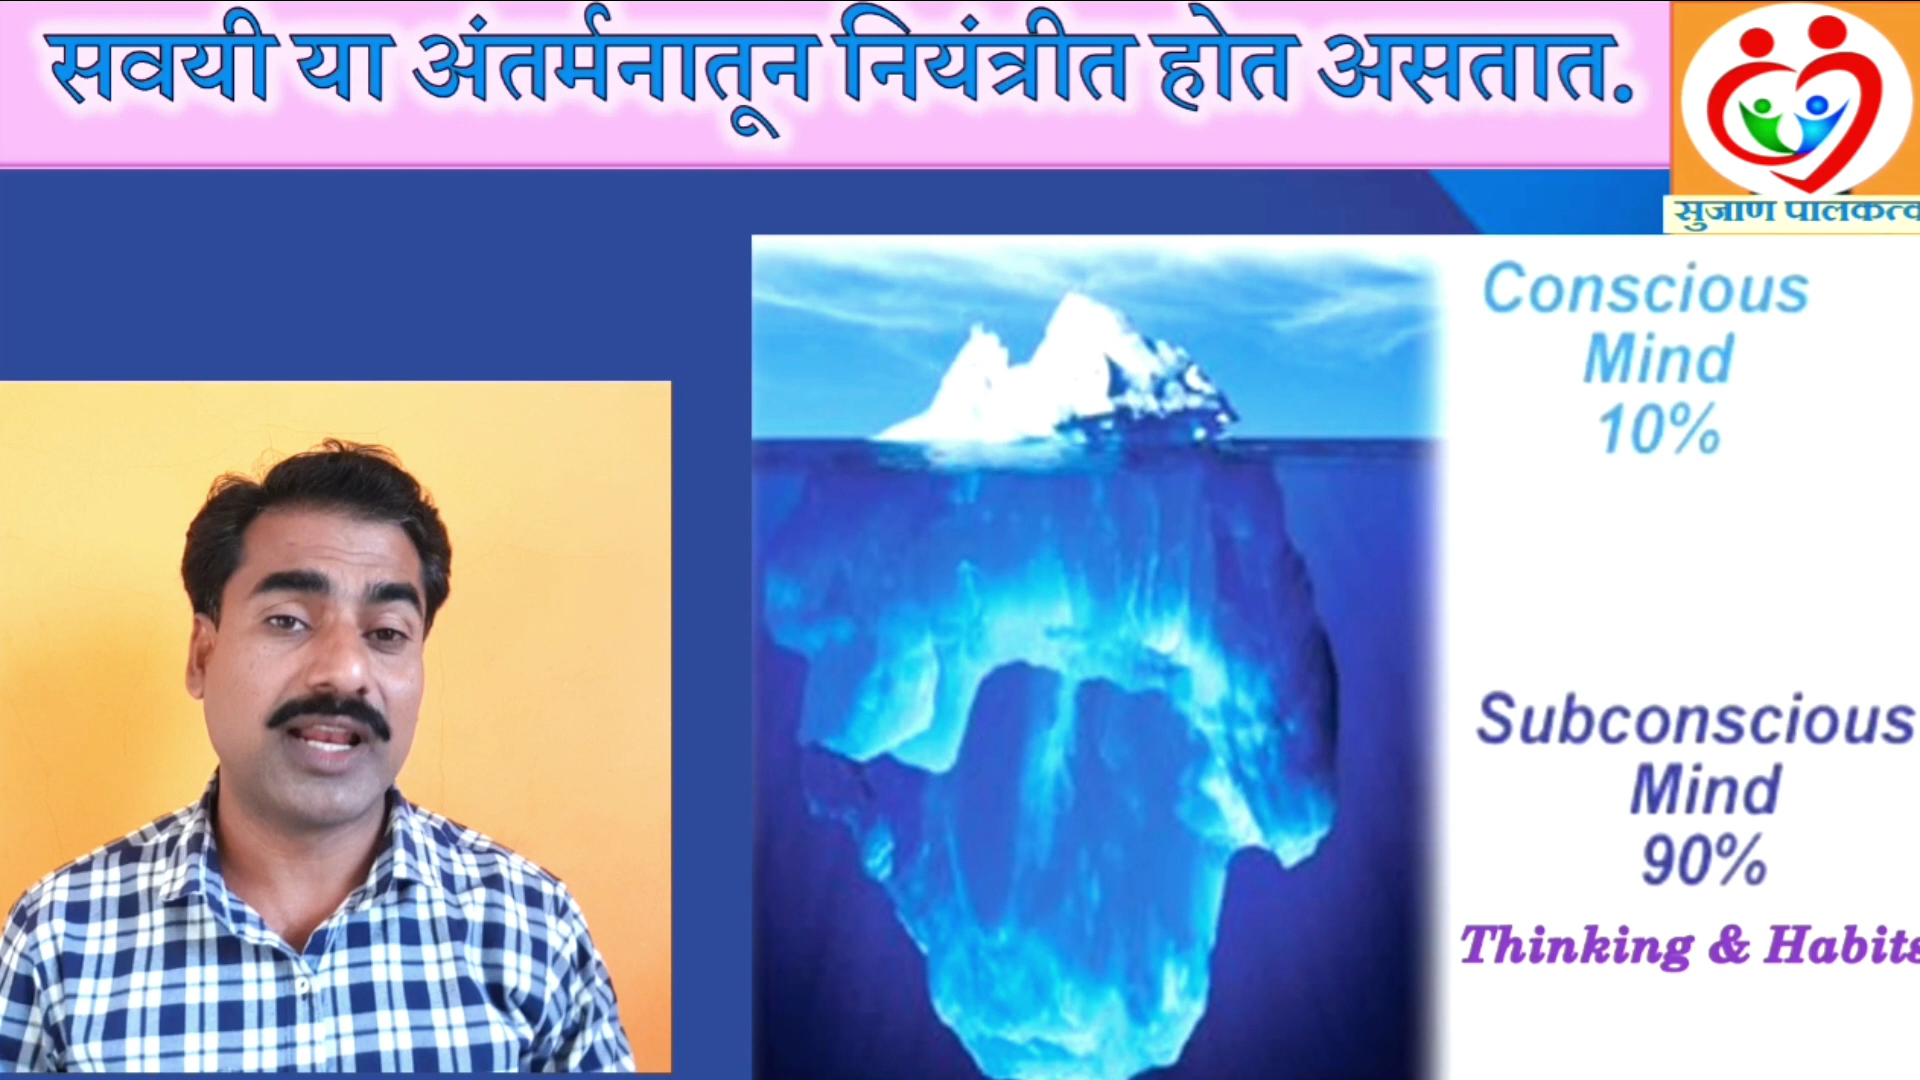 सवयी या अंतर्मनातून नियंत्रीत होत असतात.
सुजाण पालकत्व
Conscious
Mind
10%
Subconscious
Mind
90%
Thinking & Habits